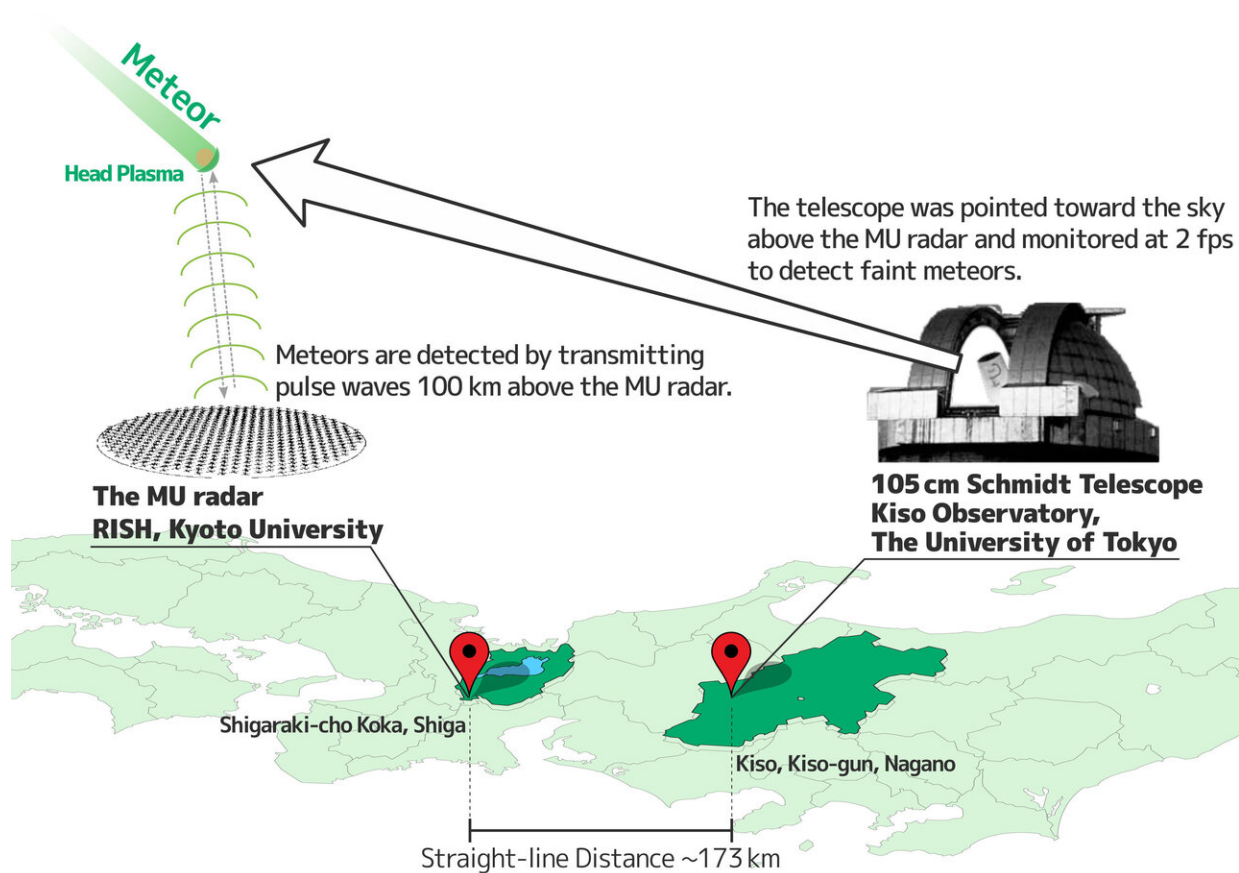 Meteor
Head Plasma
The telescope was pointed toward the sky
above the MU radar and monitored at 2 fps
to detect faint meteors.
Meteors are detected by transmitting
pulse waves 100 km above the MU radar.
The MU radar
RISH, Kyoto University
105 cm Schmidt Telescope
Kiso Observatory,
The University of Tokyo
Shigaraki-cho Koka, Shiga
Kiso, Kiso-gun, Nagano
Straight-line Distance ~173 km